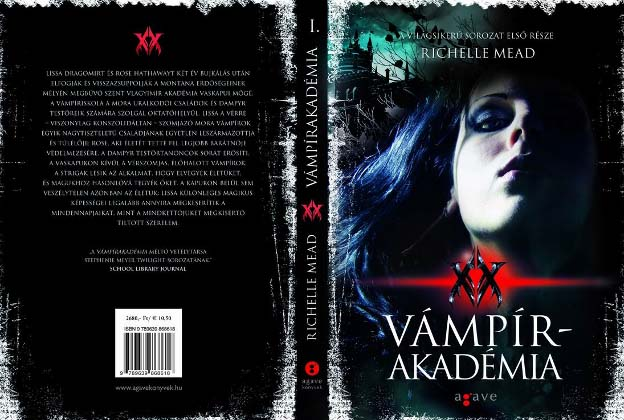 LISSA DRAGOMIRT ÉS ROSE HATHAWAYT KÉT ÉV BUJKÁLÁS UTÁN
ELFOGJÁK ÉS VISSZAZSUPPOLJÁK A MONTANA ERDŐSÉGEINEK
MÉLYÉN MEGBÚVÓ SZENT VLAGYIMIR AKADÉMIA VASKAPUI MÖGÉ.
A VÁMPÍRISKOLA A MORA URALKODÓI CSALÁDOK ÉS DAMPYR
TESTŐREIK SZÁMÁRA SZOLGÁL OKTATÓHELYÜL. LISSA A VÉRRE
VISZONYLAG KONSZOLIDÁLTAN – SZOMJAZÓ MORA VÁMPÍROK
EGYIK NAGYTISZTELETŰ CSALÁDJÁNAK EGYETLEN LESZÁRMAZOTTJA
ÉS TÚLÉLŐJE; ROSE, AKI ÉLETÉT TETTE FEL LEGJOBB BARÁTNŐJE
VÉDELMEZÉSÉRE, A DAMPYR TESTŐRTANONCOK SORÁT ERŐSÍTI.
A VASKAPUKON KÍVÜL A VÉRSZOMJAS, ÉLŐHALOTT VÁMPÍROK,
A STRIGÁK LESIK AZ ALKALMAT, HOGY ELVEGYÉK ÉLETÜKET,
ÉS MAGUKHOZ HASONLÓVÁ TEGYÉK ŐKET. A KAPUKON BELÜL SEM
VESZÉLYTELEN AZONBAN AZ ÉLETÜK: LISSA KÜLÖNLEGES MÁGIKUS
KÉPESSÉGEI LEGALÁBB ANNYIRA MEGKESERÍTIK A
MINDENNAPJAIKAT, MINT A MINDKETTŐJÜKET MEGKÍSÉRTŐ
TILTOTT SZERELEM.
„A VÁMPÍRAKADÉMIA MÉLTÓ VETÉLYTÁRSA
STEPHENIE MEYER TWILIGHT SOROZATÁNAK.”
SCHOOL LIBRARY JOURNAL
2680,- Ft/ € 10,50
www.agavekonyvek.hu
I.
VÁMPÍRAKADÉMIA
RICHELLE MEAD
agave
könyvek
A VILÁGSIKERŰ SOROZAT ELSŐ RÉSZE
RICHELLE MEAD
VÁMPÍR-
AKADÉMIA
agave